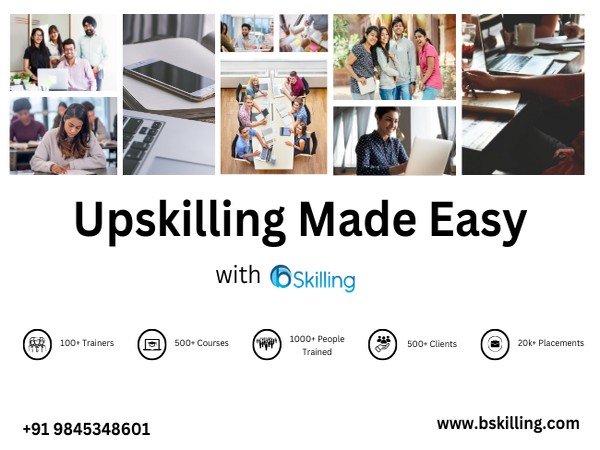 Upskilling Made Easy
with bSkilling
100+ Trainers
500+ Courses
1000+ People
Trained
500+ Clients
20k+ Placements
+91 9845348601
www.bskilling.com